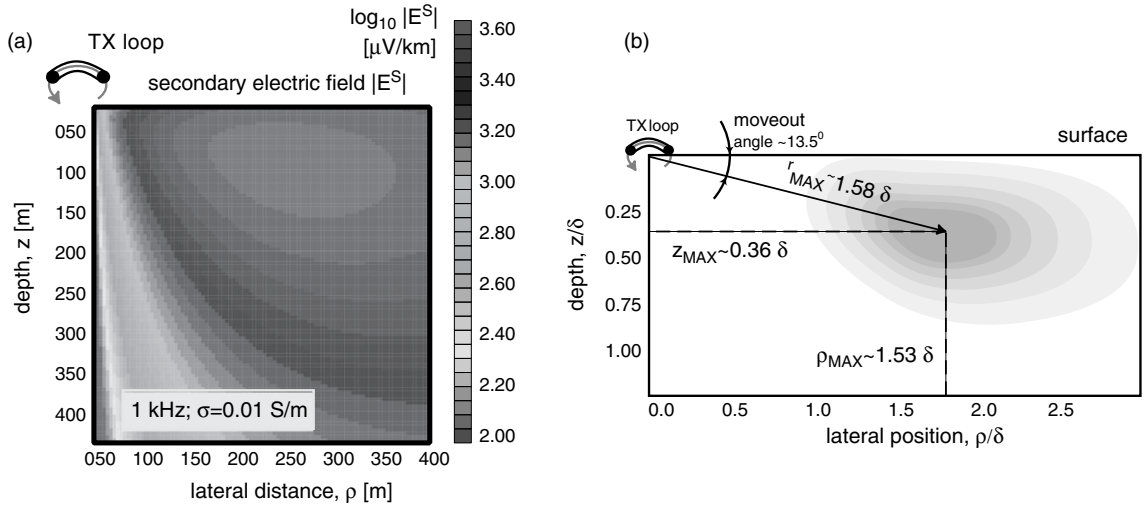 (a)
TX loop
log10 |E^S|
[μV/km]
secondary electric field |E^S|
3.60
3.40
3.20
3.00
2.80
2.60
2.40
2.20
2.00
depth, z [m]
050
100
150
200
250
300
350
400
1 kHz; σ=0.01 S/m
050 100 150 200 250 300 350 400
lateral distance, ρ [m]
(b)
TX loop
moveout
angle ~13.5⁰
surface
rMAX~1.58 δ
zMAX~0.36 δ
ρMAX~1.53 δ
depth, z/δ
0.25
0.50
0.75
1.00
0.0 0.5 1.0 1.5 2.0 2.5
lateral position, ρ/δ